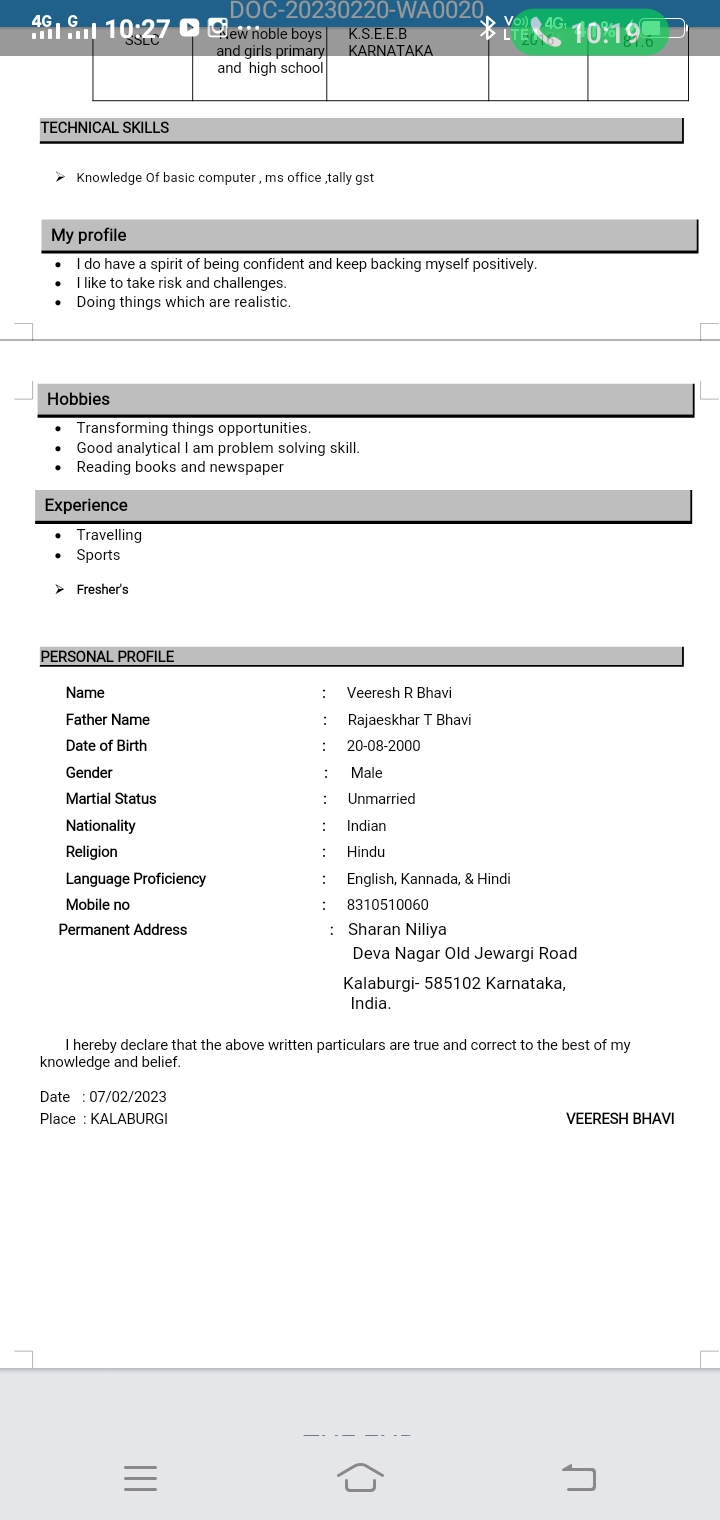 DOC-20230220-WA0020
4G G 10:27
4G 10:19
SSLC New noble boys and girls primary and high school K.S.E.E.B KARNATAKA 2016 81.6
TECHNICAL SKILLS
Knowledge Of basic computer , ms office ,tally gst
My profile
I do have a spirit of being confident and keep backing myself positively.
I like to take risk and challenges.
Doing things which are realistic.
Hobbies
Transforming things opportunities.
Good analytical I am problem solving skill.
Reading books and newspaper
Experience
Travelling
Sports
Fresher's
PERSONAL PROFILE
Name : Veeresh R Bhavi
Father Name : Rajaeskhar T Bhavi
Date of Birth : 20-08-2000
Gender : Male
Martial Status : Unmarried
Nationality : Indian
Religion : Hindu
Language Proficiency : English, Kannada, & Hindi
Mobile no : 8310510060
Permanent Address : Sharan Niliya
Deva Nagar Old Jewargi Road
Kalaburgi- 585102 Karnataka,
India.
I hereby declare that the above written particulars are true and correct to the best of my
knowledge and belief.
Date : 07/02/2023
Place : KALABURGI VEERESH BHAVI